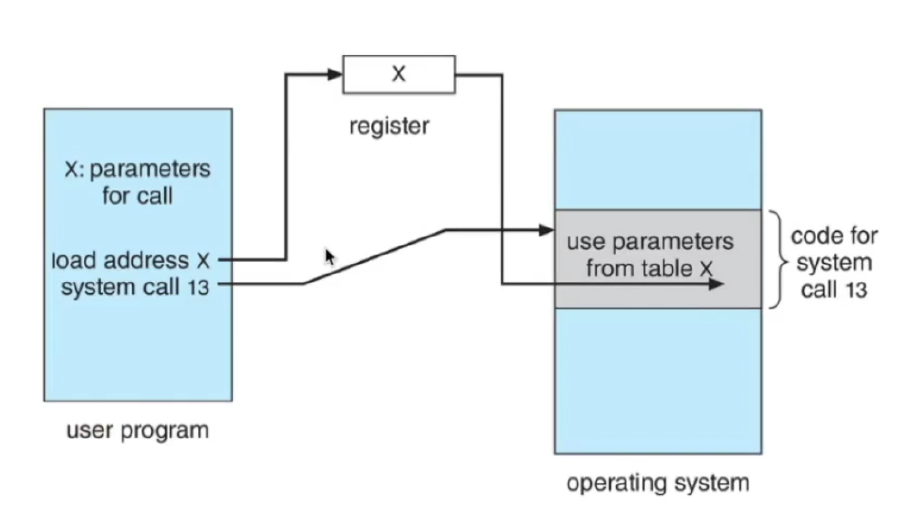 X
register
X: parameters
for call
load address X
system call 13
user program
use parameters
from table X
code for
system
call 13
operating system